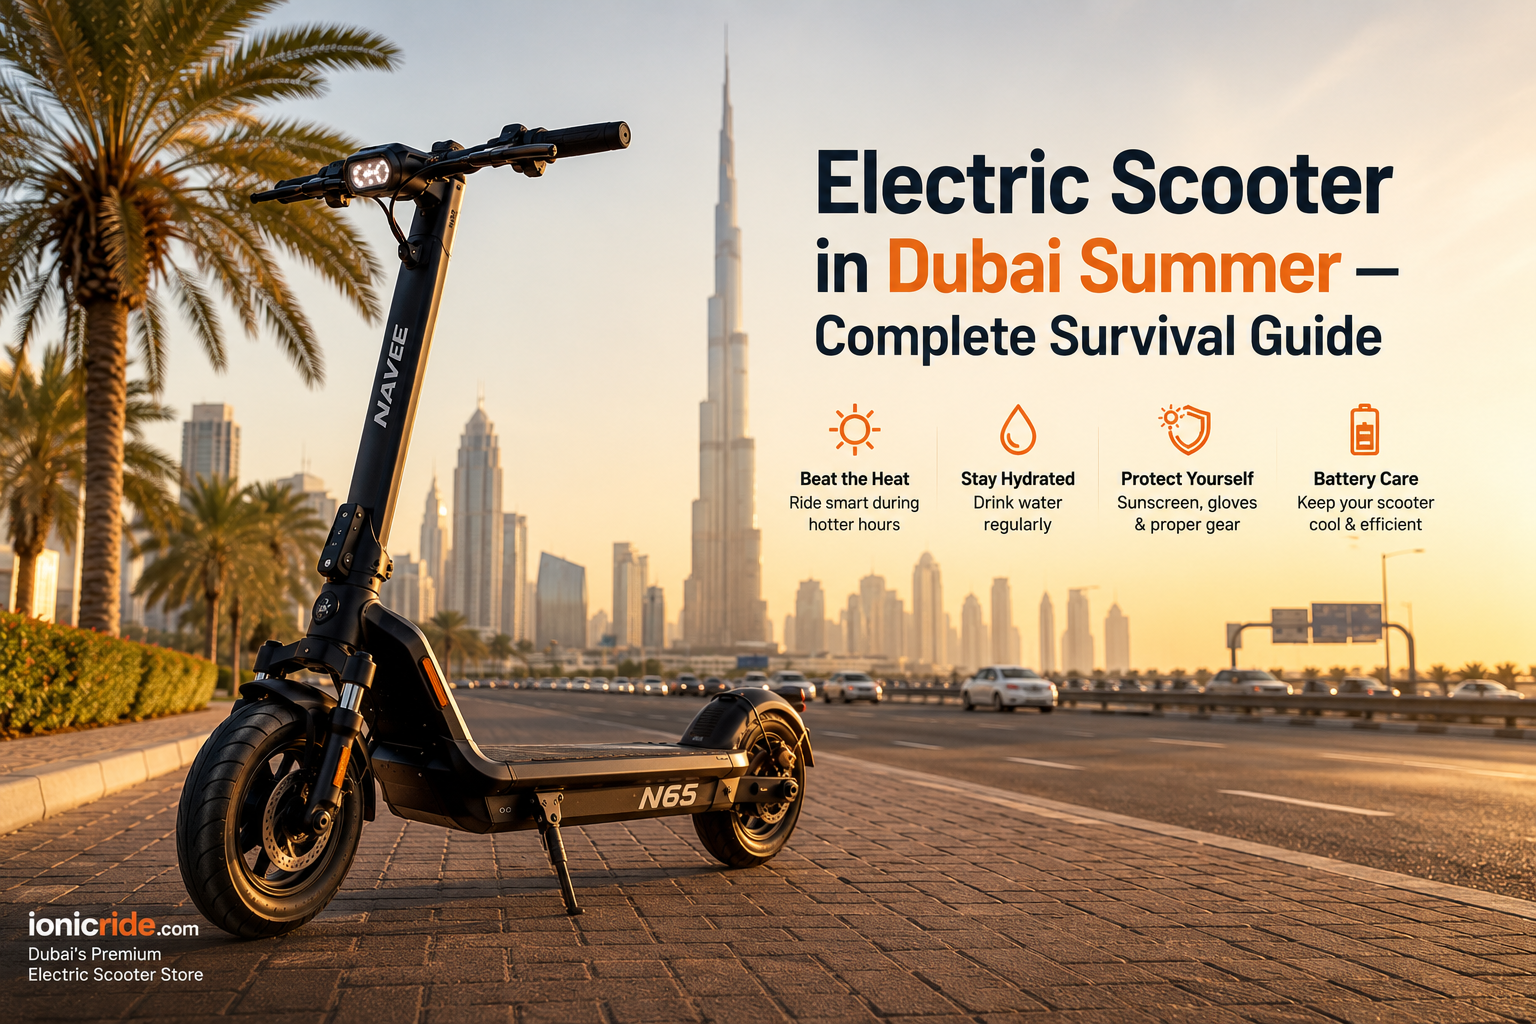 Electric Scooter
in Dubai Summer —
Complete Survival Guide
Beat the Heat
Ride smart during
hotter hours
Stay Hydrated
Drink water
regularly
Protect Yourself
Sunscreen, gloves
& proper gear
Battery Care
Keep your scooter
cool & efficient
NAVEE
N65
ionicride.com
Dubai's Premium
Electric Scooter Store